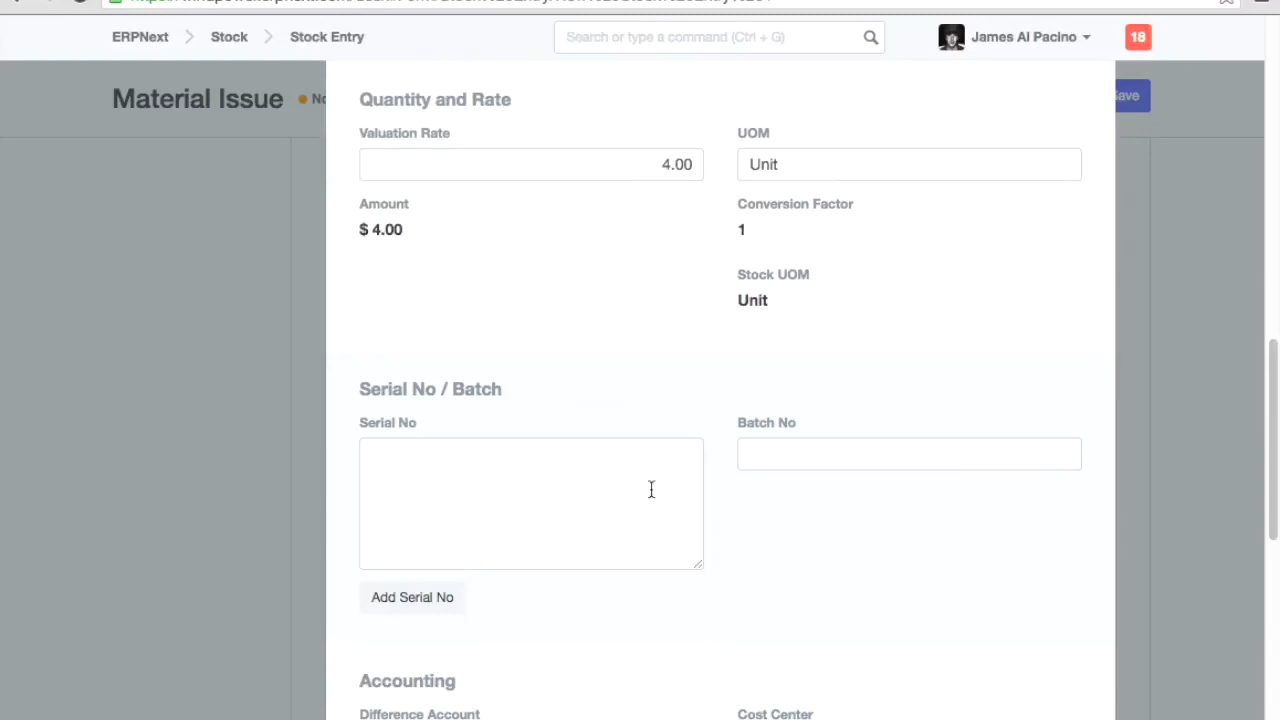 ERPNext Stock Stock Entry Search or type a command (Ctrl + G) James Al Pacino 18
Material Issue
Quantity and Rate
Valuation Rate UOM
4.00 Unit
Amount Conversion Factor
$ 4.00 1
Stock UOM
Unit
Serial No / Batch
Serial No Batch No
Add Serial No
Accounting
Difference Account Cost Center